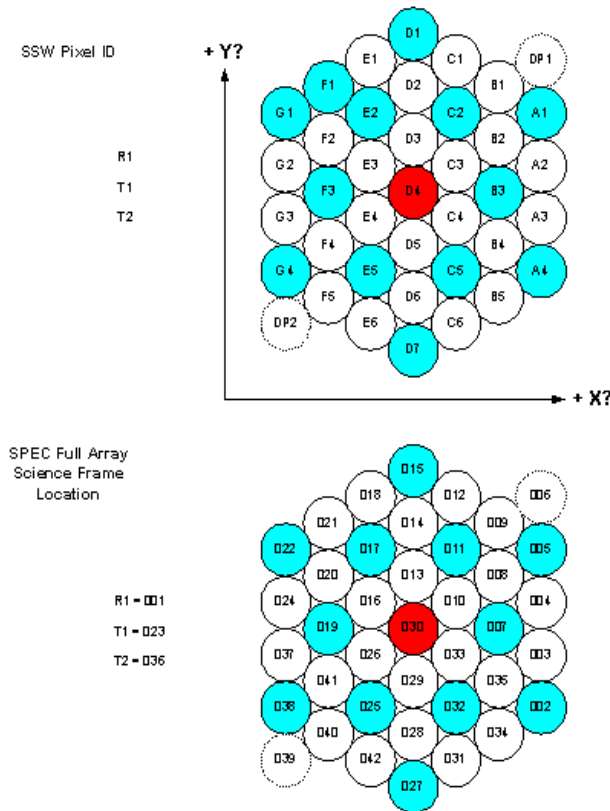 SSW Pixel ID
+ Y?
D1
E1 C1
DP1
F1 D2 B1
G1 E2 C2 A1
F2 D3 B2
R1
G2 E3 C3 A2
T1
F3 D4 B3
T2
G3 E4 C4 A3
F4 D5 B4
G4 E5 C5 A4
F5 D6 B5
DP2 E6 C6
D7
+ X?
SPEC Full Array
Science Frame
Location
015
018 012 006
021 014 009
022 017 011 005
020 013 008
R1 = 001
024 016 010 004
T1 = 023
019 030 007
T2 = 036
037 026 033 003
041 029 035
038 025 032 002
040 028 034
039 042 031
027